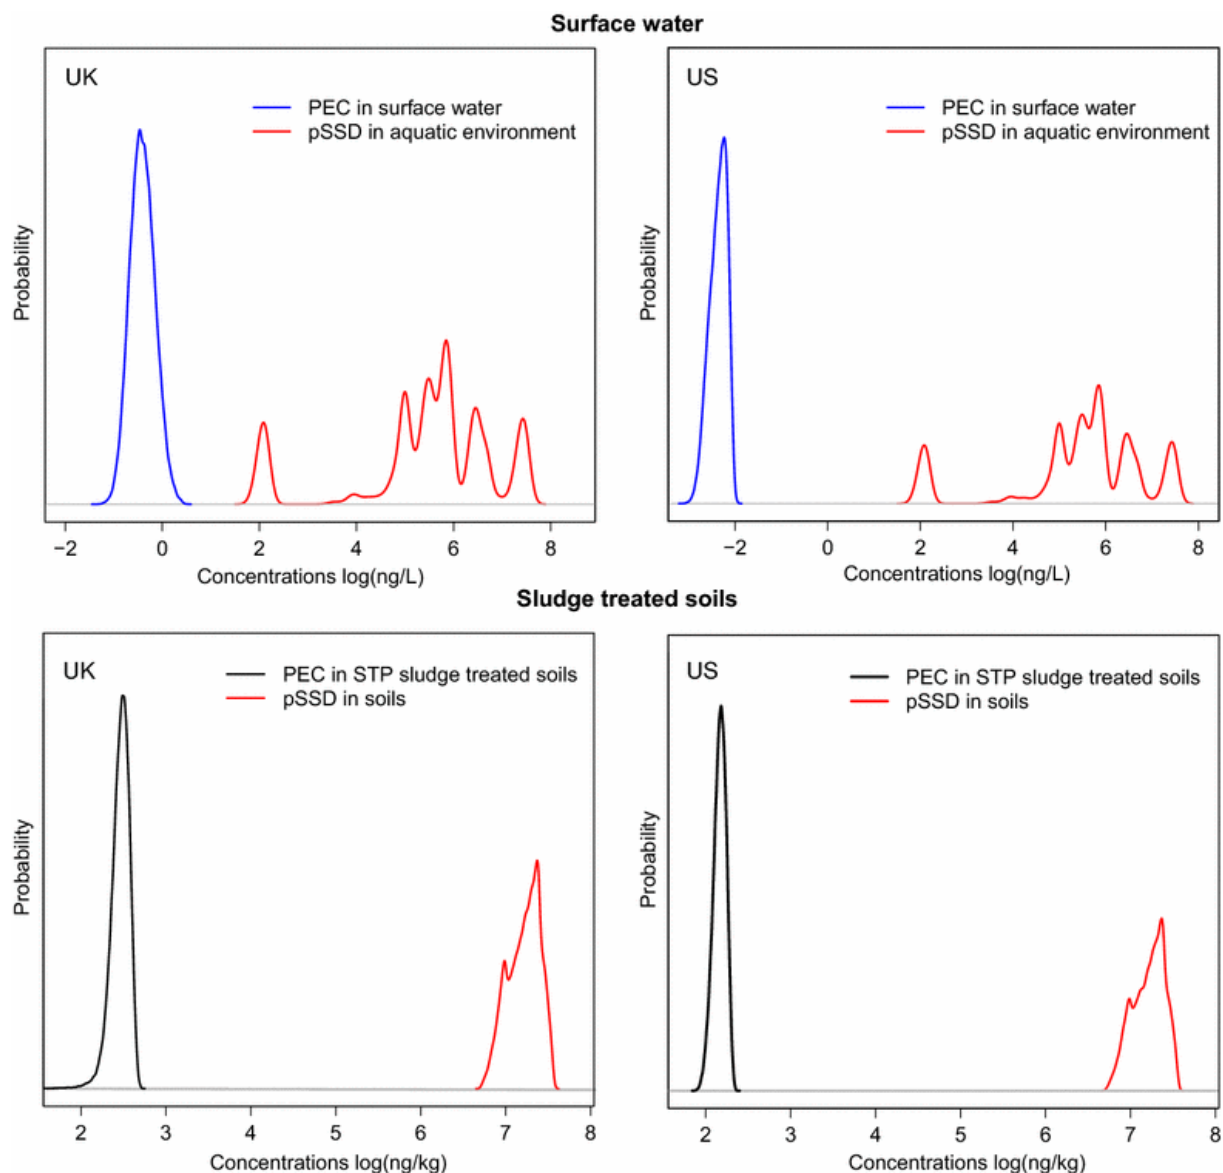 Surface water
UK
PEC in surface water
pSSD in aquatic environment
Probability
−2 0 2 4 6 8
Concentrations log(ng/L)
US
PEC in surface water
pSSD in aquatic environment
Probability
−2 0 2 4 6 8
Concentrations log(ng/L)
Sludge treated soils
UK
PEC in STP sludge treated soils
pSSD in soils
Probability
2 3 4 5 6 7 8
Concentrations log(ng/kg)
US
PEC in STP sludge treated soils
pSSD in soils
Probability
2 3 4 5 6 7 8
Concentrations log(ng/kg)